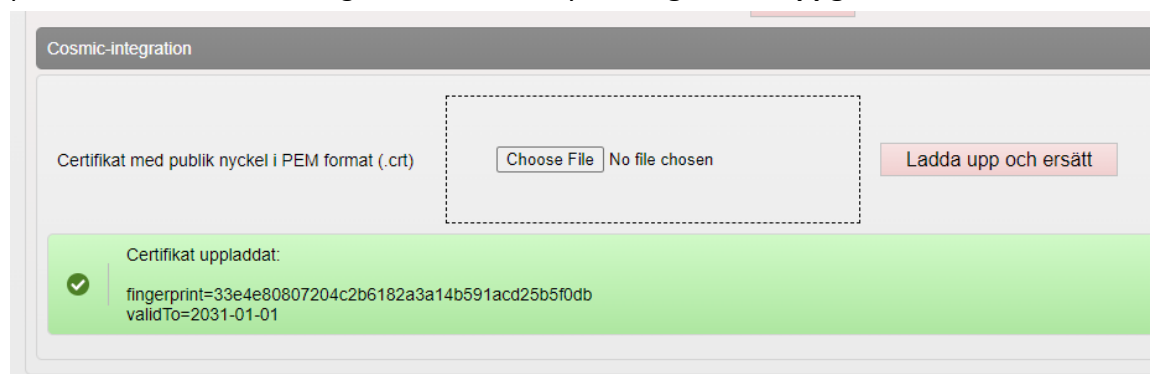 Cosmic-integration
Certifikat med publik nyckel i PEM format (.crt)
Choose File No file chosen
Ladda upp och ersätt
Certifikat uppladdat:
fingerprint=33e4e80807204c2b6182a3a14b591acd25b5f0db
validTo=2031-01-01